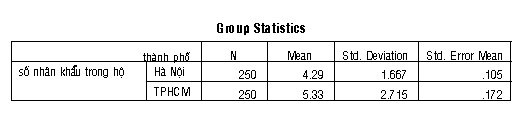 Group Statistics
thành phố N Mean Std. Deviation Std. Error Mean
số nhân khẩu trong hộ Hà Nội 250 4.29 1.667 .105
TPHCM 250 5.33 2.715 .172